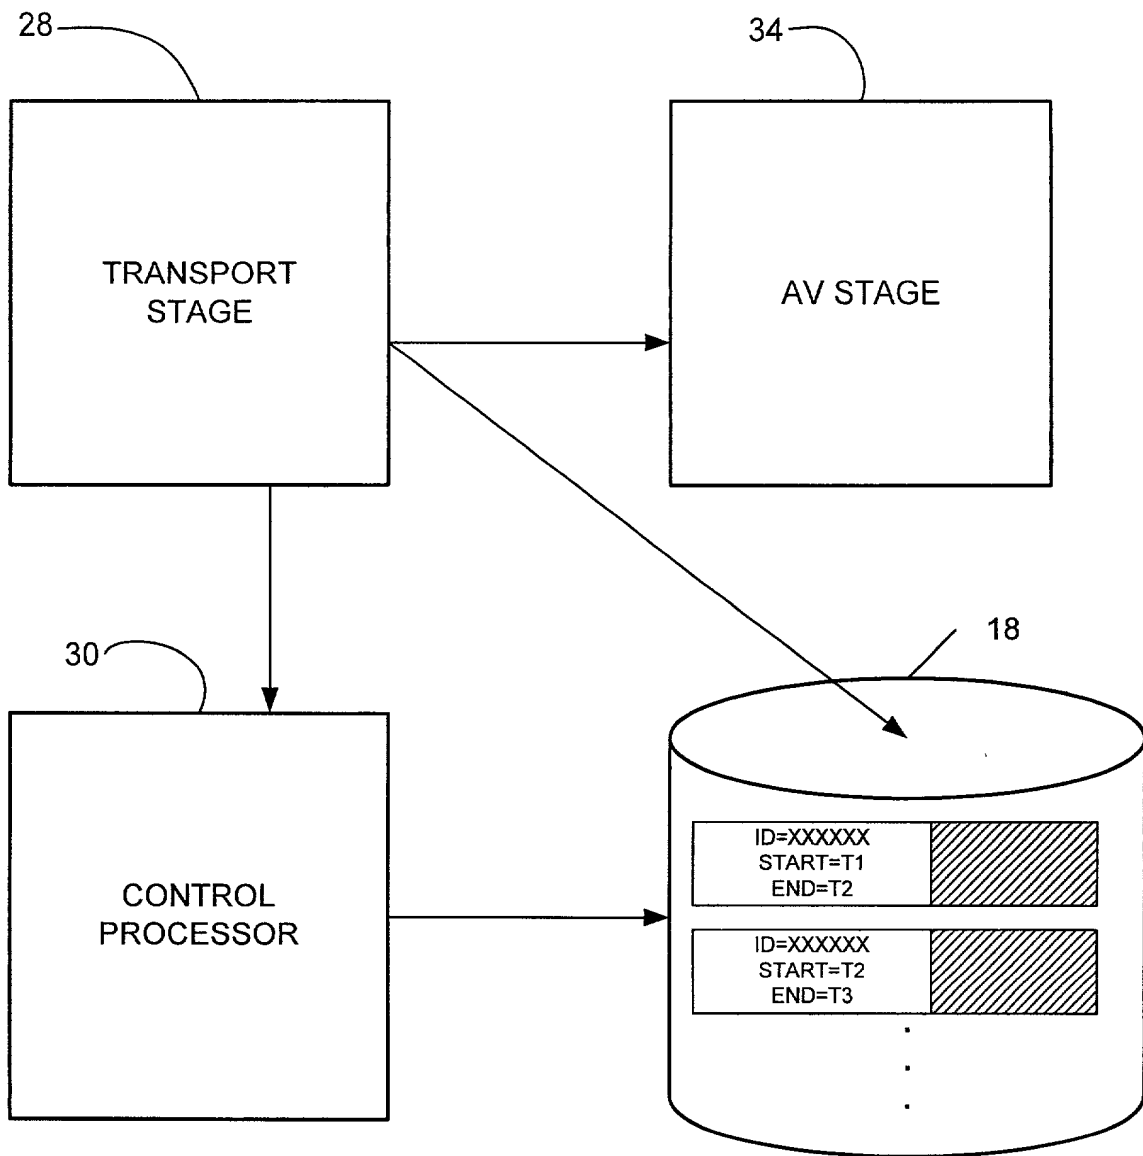 28
34
TRANSPORT
STAGE
AV STAGE
30
18
CONTROL
PROCESSOR
ID=XXXXXX
START=T1
END=T2
ID=XXXXXX
START=T2
END=T3